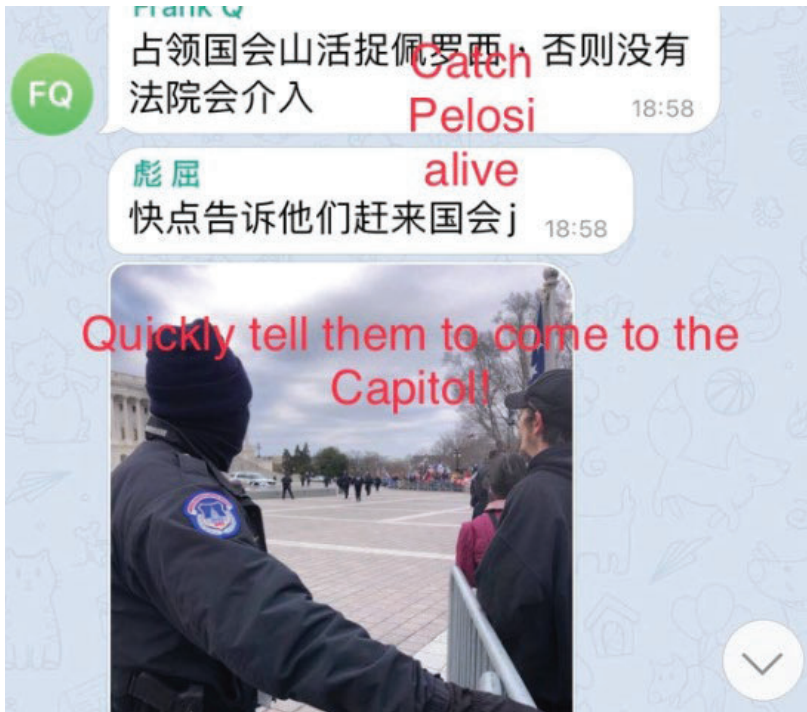 Frank Q
占领国会山活捉佩罗西，否则没有
法院会介入
18:58
FQ
Catch
Pelosi
alive
彪 屈
快点告诉他们赶来国会j
18:58
Quickly tell them to come to the
Capitol!